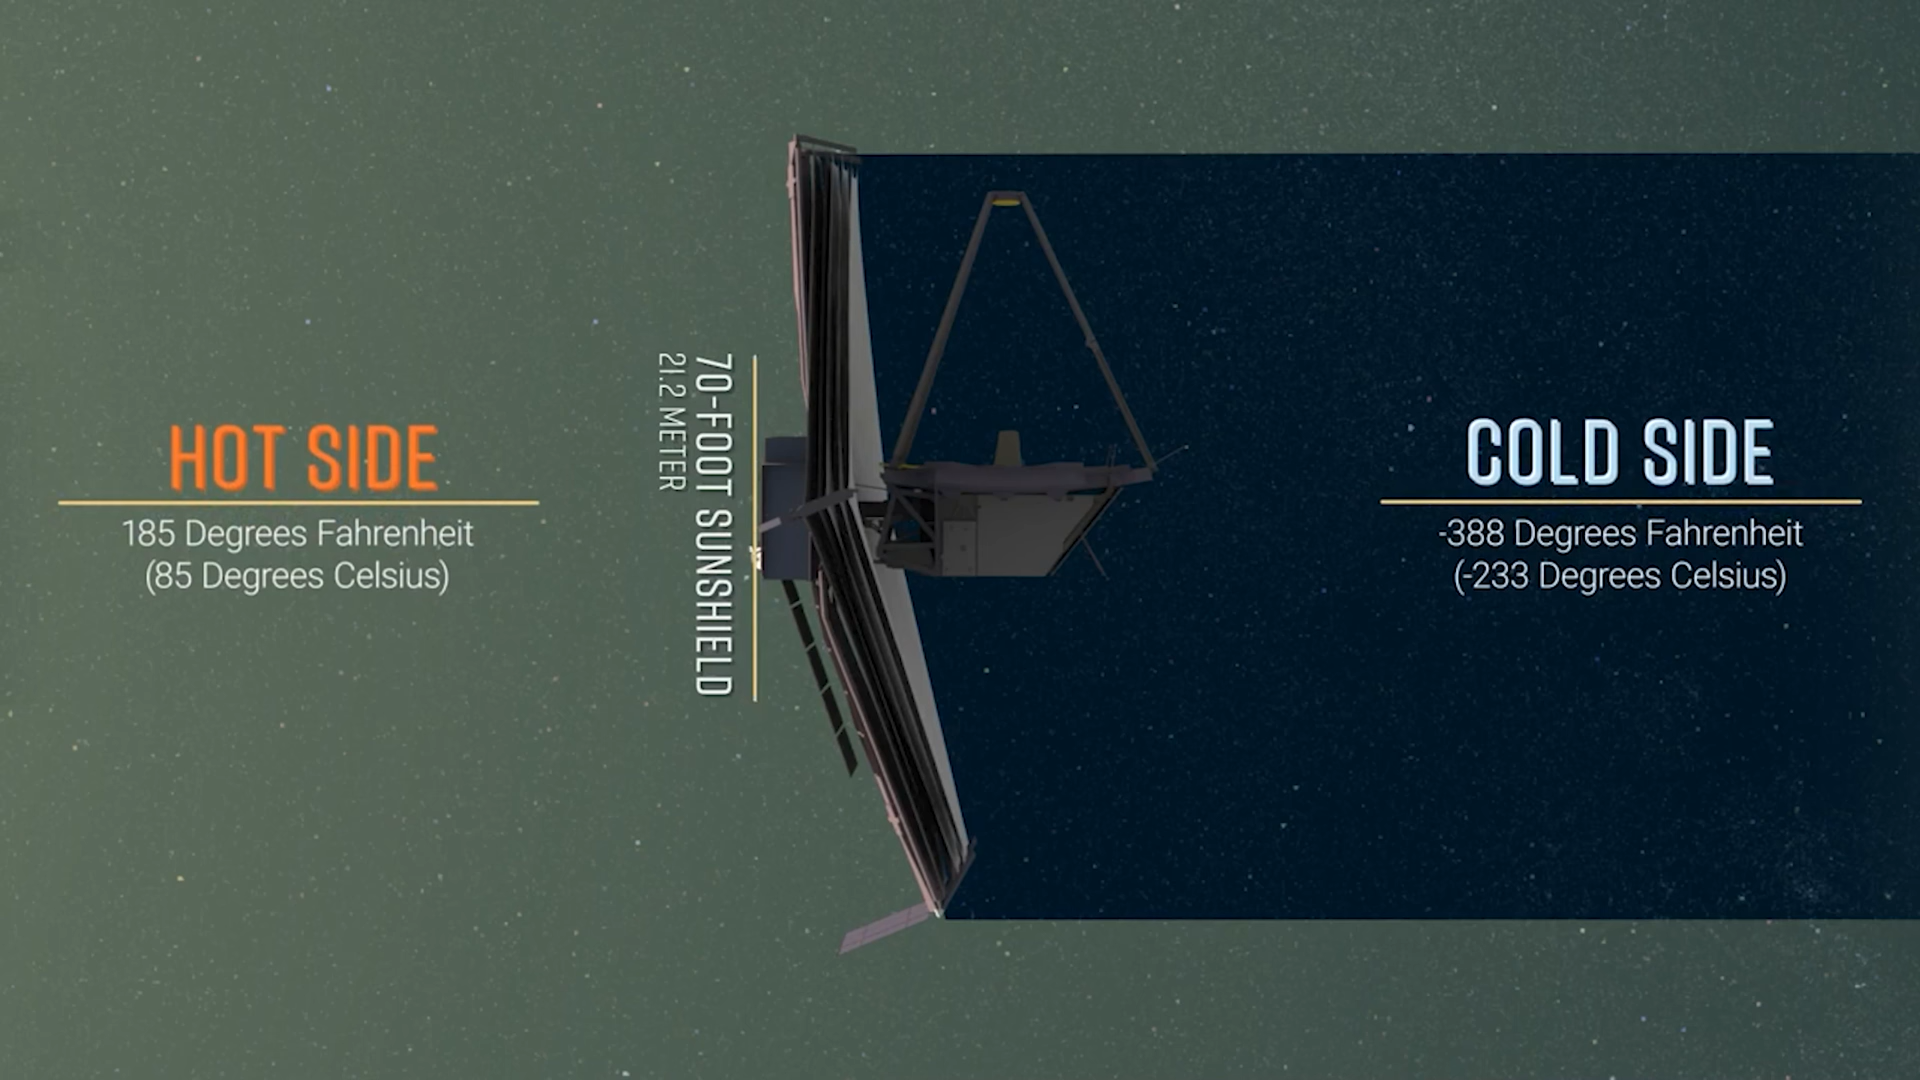 HOT SIDE
185 Degrees Fahrenheit
(85 Degrees Celsius)
70-FOOT SUNSHIELD
21.2 METER
COLD SIDE
-388 Degrees Fahrenheit
(-233 Degrees Celsius)